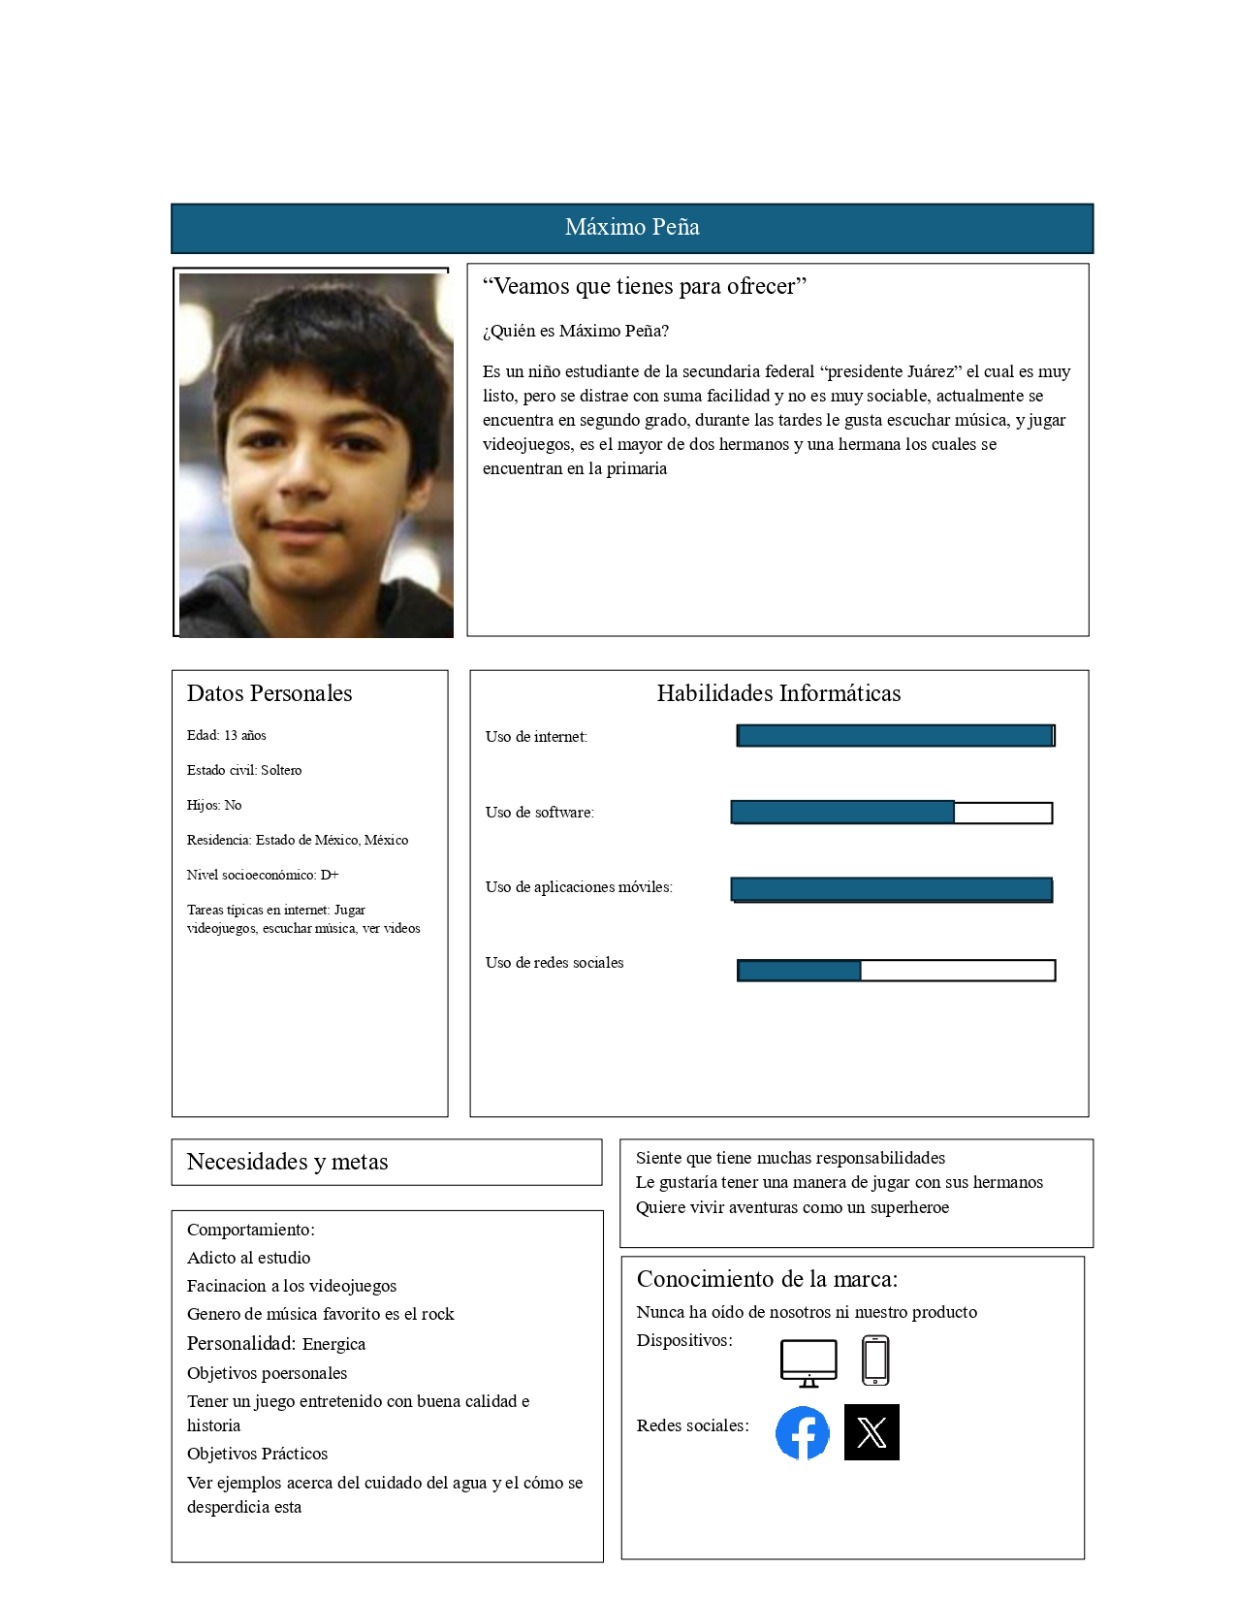 Máximo Peña
“Veamos que tienes para ofrecer”
¿Quién es Máximo Peña?
Es un niño estudiante de la secundaria federal “presidente Juárez” el cual es muy
listo, pero se distrae con suma facilidad y no es muy sociable, actualmente se
encuentra en segundo grado, durante las tardes le gusta escuchar música, y jugar
videojuegos, es el mayor de dos hermanos y una hermana los cuales se
encuentran en la primaria
Datos Personales
Edad: 13 años
Estado civil: Soltero
Hijos: No
Residencia: Estado de México, México
Nivel socioeconómico: D+
Tareas típicas en internet: Jugar
videojuegos, escuchar música, ver videos
Habilidades Informáticas
Uso de internet:
Uso de software:
Uso de aplicaciones móviles:
Uso de redes sociales
Necesidades y metas
Comportamiento:
Adicto al estudio
Facinacion a los videojuegos
Genero de música favorito es el rock
Personalidad: Energica
Objetivos poersonales
Tener un juego entretenido con buena calidad e
historia
Objetivos Prácticos
Ver ejemplos acerca del cuidado del agua y el cómo se
desperdicia esta
Siente que tiene muchas responsabilidades
Le gustaría tener una manera de jugar con sus hermanos
Quiere vivir aventuras como un superheroe
Conocimiento de la marca:
Nunca ha oído de nosotros ni nuestro producto
Dispositivos:
Redes sociales: